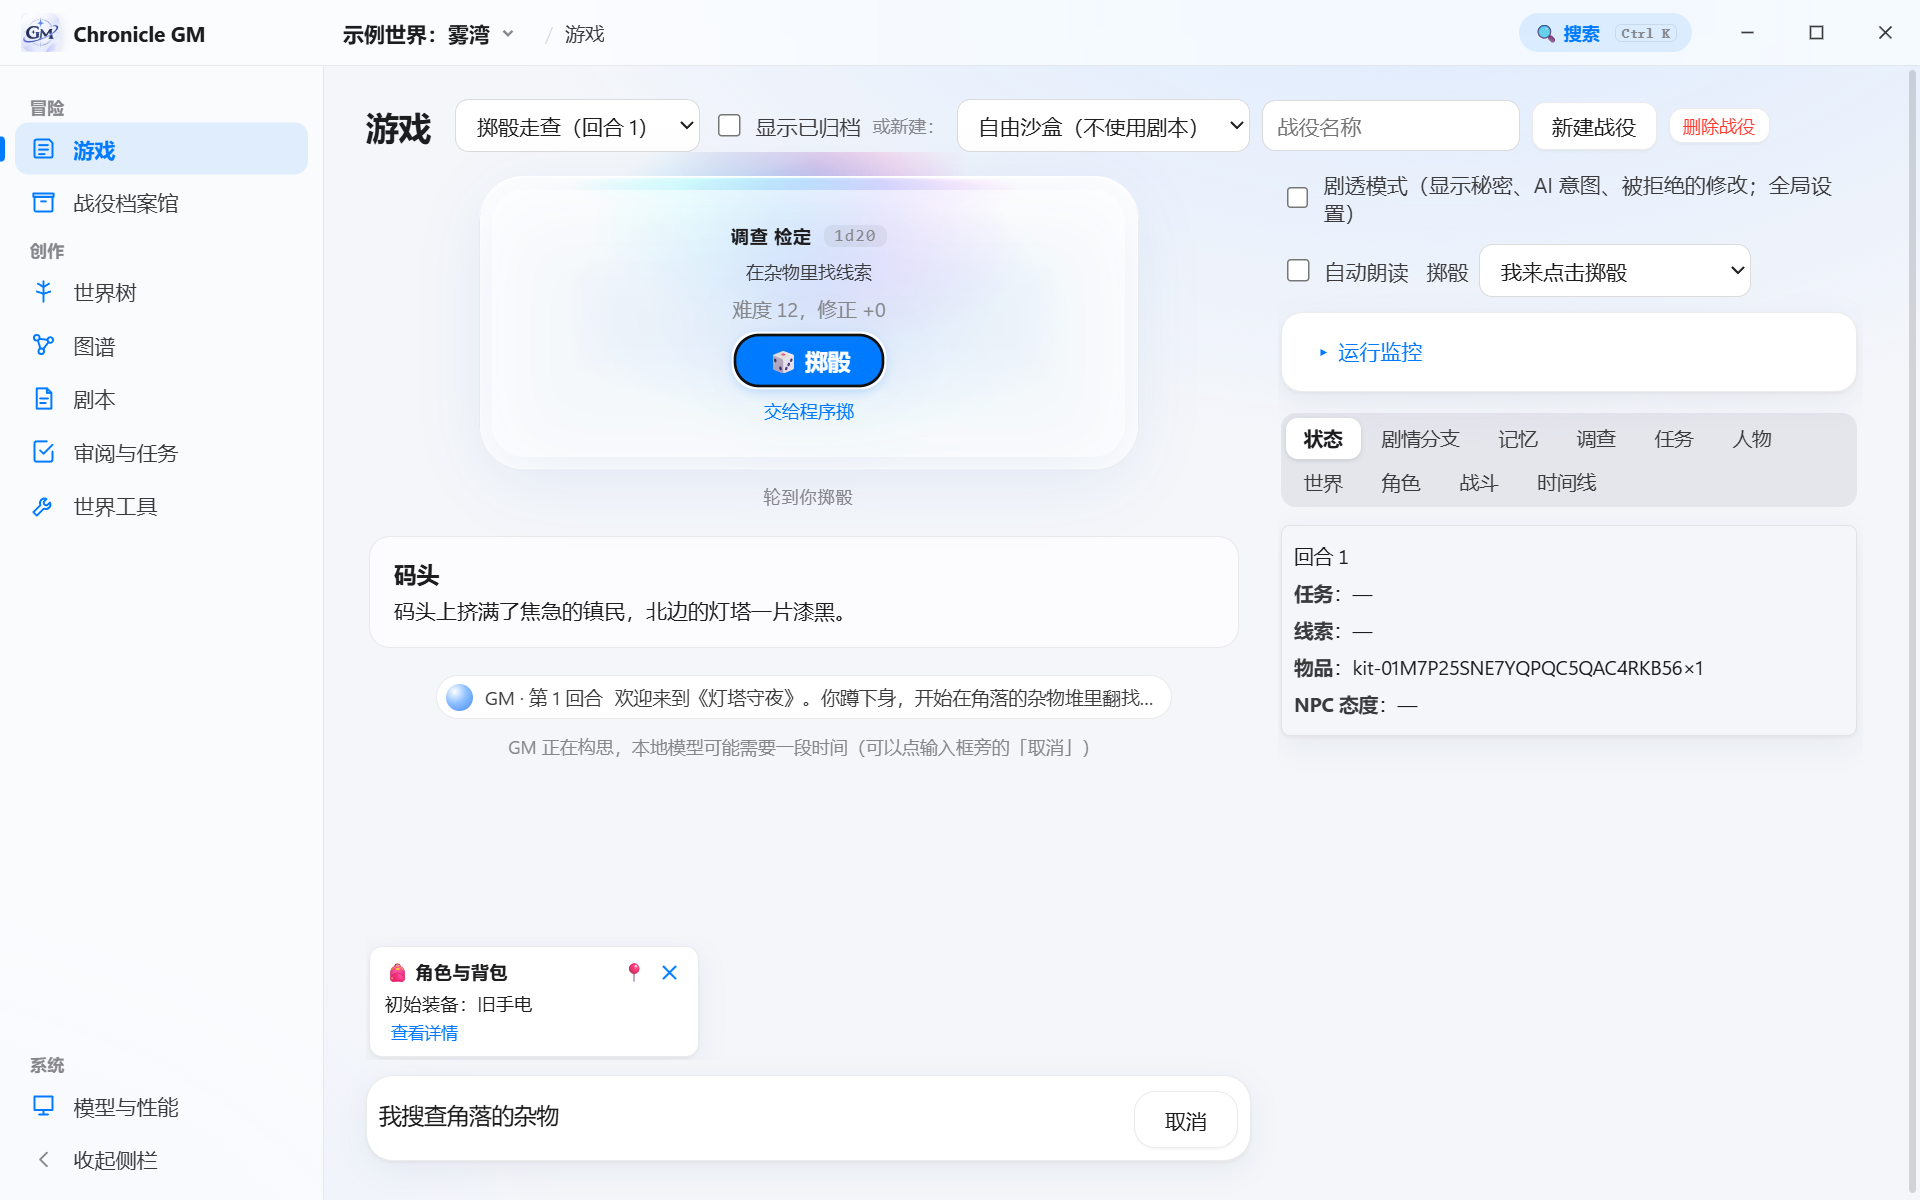 Chronicle GM
示例世界：雾湾
/ 游戏
搜索 Ctrl K
冒险
游戏
战役档案馆
创作
世界树
图谱
剧本
审阅与任务
世界工具
系统
模型与性能
收起侧栏
游戏
掷骰走查（回合 1）
显示已归档
或新建：
自由沙盒（不使用剧本）
战役名称
新建战役
删除战役
调查 检定 1d20
在杂物里找线索
难度 12，修正 +0
掷骰
交给程序掷
轮到你掷骰
码头
码头上挤满了焦急的镇民，北边的灯塔一片漆黑。
GM · 第 1 回合 欢迎来到《灯塔守夜》。你蹲下身，开始在角落的杂物堆里翻找...
GM 正在构思，本地模型可能需要一段时间（可以点输入框旁的「取消」）
角色与背包
初始装备：旧手电
查看详情
我搜查角落的杂物
取消
剧透模式（显示秘密、AI 意图、被拒绝的修改；全局设
置）
自动朗读 掷骰 我来点击掷骰
运行监控
状态 剧情分支 记忆 调查 任务 人物
世界 角色 战斗 时间线
回合 1
任务：—
线索：—
物品：kit-01M7P25SNE7YQPQC5QAC4RKB56×1
NPC 态度：—